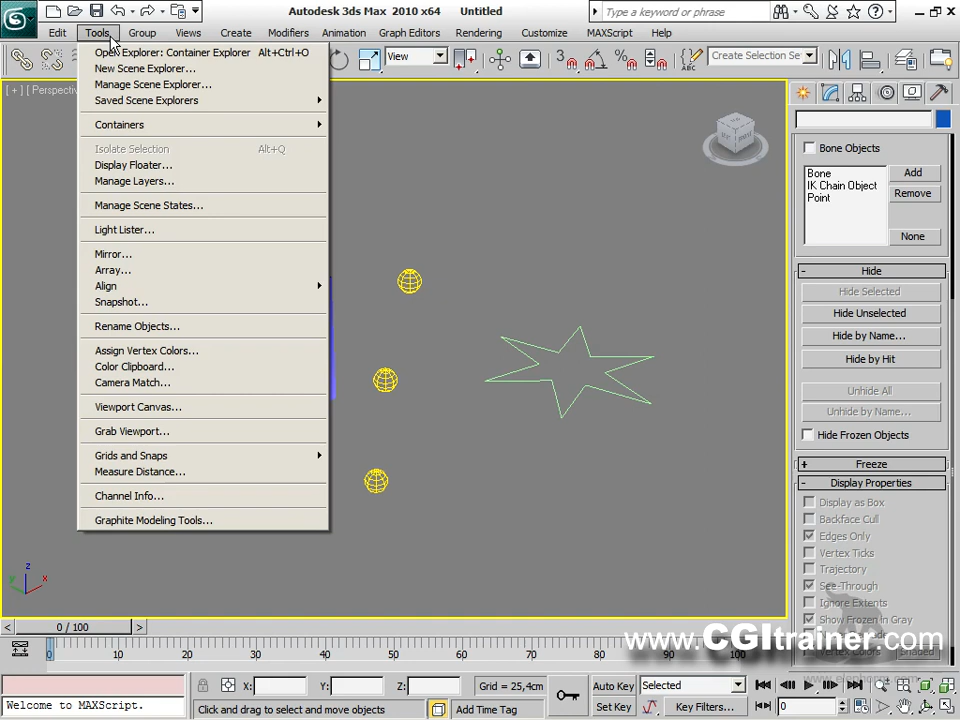 Autodesk 3ds Max 2010 x64 Untitled
Type a keyword or phrase
Edit Tools Group Views Create Modifiers Animation Graph Editors Rendering Customize MAXScript Help
View
Create Selection Se
[ + ] [ Perspectiv
Open Explorer: Container Explorer Alt+Ctrl+O
New Scene Explorer...
Manage Scene Explorer...
Saved Scene Explorers
Containers
Isolate Selection Alt+Q
Display Floater...
Manage Layers...
Manage Scene States...
Light Lister...
Mirror...
Array...
Align
Snapshot...
Rename Objects...
Assign Vertex Colors...
Color Clipboard...
Camera Match...
Viewport Canvas...
Grab Viewport...
Grids and Snaps
Measure Distance...
Channel Info...
Graphite Modeling Tools...
Bone Objects
Bone
IK Chain Object
Point
Add
Remove
None
- Hide
Hide Selected
Hide Unselected
Hide by Name...
Hide by Hit
Unhide All
Unhide by Name...
Hide Frozen Objects
+ Freeze
- Display Properties
Display as Box
Backface Cull
Edges Only
Vertex Ticks
Trajectory
See-Through
Ignore Extents
Show Frozen in Gray
Vertex Colors Shaded
www.CGItrainer.com
z
x
y
< 0 / 100 >
0 10 20 30 40 50 60 70 80 90 100
X: Y: Z: Grid = 25,4cm
Auto Key Selected
Set Key Key Filters... 0
Welcome to MAXScript.
Click and drag to select and move objects
Add Time Tag